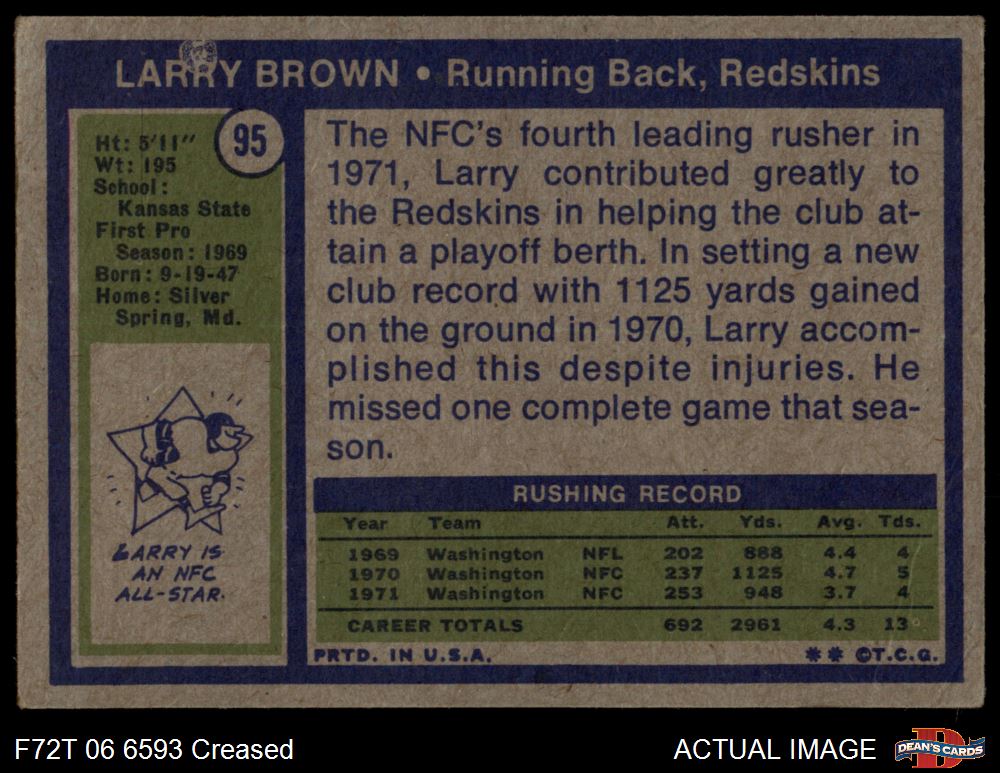 LARRY BROWN • Running Back, Redskins
95
Ht: 5'11"
Wt: 195
School:
Kansas State
First Pro
Season: 1969
Born: 9-19-47
Home: Silver
Spring, Md.
LARRY IS
AN NFC
ALL-STAR.
The NFC's fourth leading rusher in
1971, Larry contributed greatly to
the Redskins in helping the club at-
tain a playoff berth. In setting a new
club record with 1125 yards gained
on the ground in 1970, Larry accom-
plished this despite injuries. He
missed one complete game that sea-
son.
RUSHING RECORD
Year Team Att. Yds. Avg. Tds.
1969 Washington NFL 202 888 4.4 4
1970 Washington NFC 237 1125 4.7 5
1971 Washington NFC 253 948 3.7 4
CAREER TOTALS 692 2961 4.3 13
PRTD. IN U.S.A. ** ©T.C.G.
F72T 06 6593 Creased
ACTUAL IMAGE
D
DEAN'S CARDS